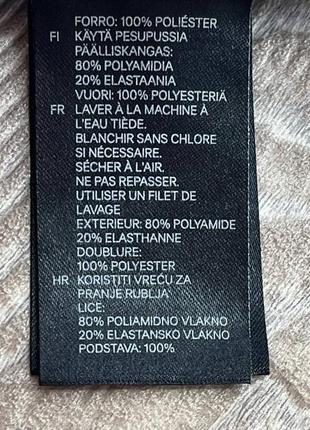 FORRO: 100% POLIÉSTER
FI KÄYTÄ PESUPUSSIA
PÄÄLLISKANGAS:
80% POLYAMIDIA
20% ELASTAANIA
VUORI: 100% POLYESTERIÄ
FR LAVER À LA MACHINE À
L'EAU TIÈDE.
BLANCHIR SANS CHLORE
SI NÉCESSAIRE.
SÉCHER À L'AIR.
NE PAS REPASSER.
UTILISER UN FILET DE
LAVAGE
EXTERIEUR: 80% POLYAMIDE
20% ELASTHANNE
DOUBLURE:
100% POLYESTER
HR KORISTITI VREĆU ZA
PRANJE RUBLJA
LICE:
80% POLIAMIDNO VLAKNO
20% ELASTANSKO VLAKNO
PODSTAVA: 100%